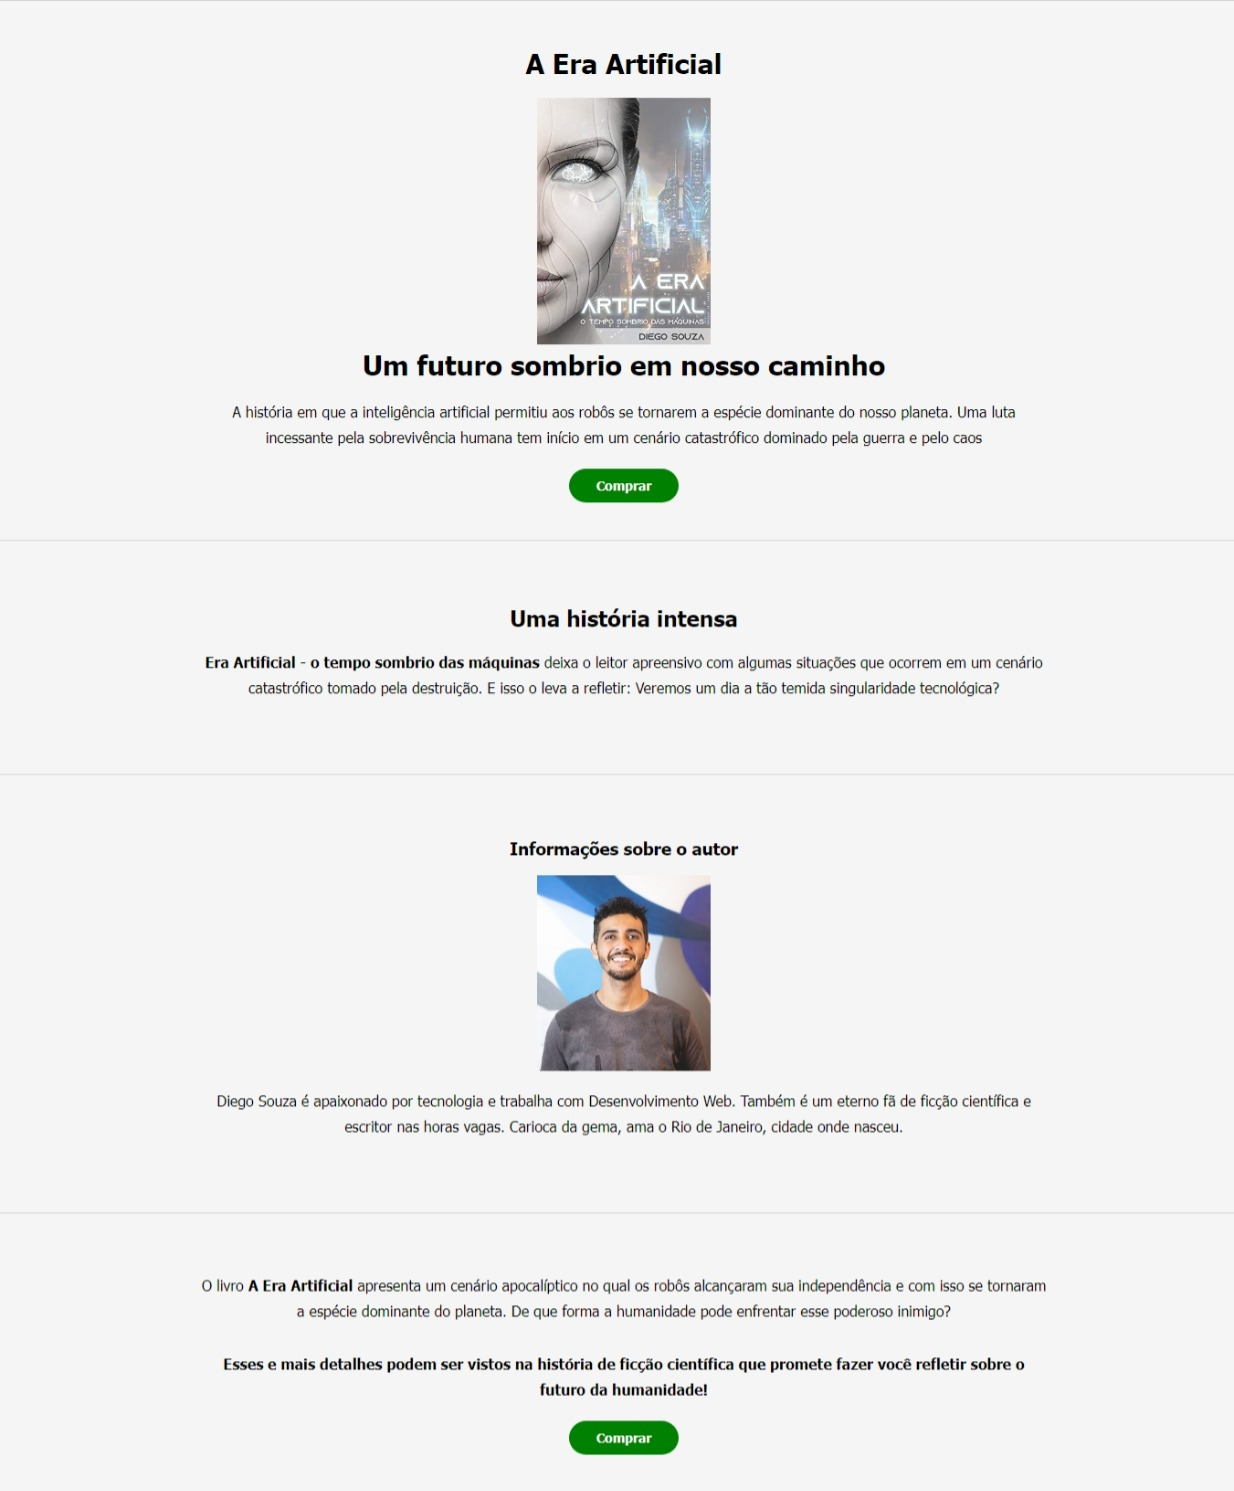 A Era Artificial
A ERA
ARTIFICIAL
O TEMPO SOMBRIO DAS MÁQUINAS
DIEGO SOUZA
Um futuro sombrio em nosso caminho
A história em que a inteligência artificial permitiu aos robôs se tornarem a espécie dominante do nosso planeta. Uma luta
incessante pela sobrevivência humana tem início em um cenário catastrófico dominado pela guerra e pelo caos
Comprar
Uma história intensa
Era Artificial - o tempo sombrio das máquinas deixa o leitor apreensivo com algumas situações que ocorrem em um cenário
catastrófico tomado pela destruição. E isso o leva a refletir: Veremos um dia a tão temida singularidade tecnológica?
Informações sobre o autor
Diego Souza é apaixonado por tecnologia e trabalha com Desenvolvimento Web. Também é um eterno fã de ficção científica e
escritor nas horas vagas. Carioca da gema, ama o Rio de Janeiro, cidade onde nasceu.
O livro A Era Artificial apresenta um cenário apocalíptico no qual os robôs alcançaram sua independência e com isso se tornaram
a espécie dominante do planeta. De que forma a humanidade pode enfrentar esse poderoso inimigo?
Esses e mais detalhes podem ser vistos na história de ficção científica que promete fazer você refletir sobre o
futuro da humanidade!
Comprar